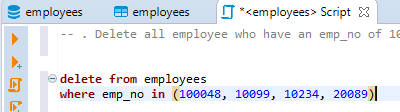 employees employees *<employees> Script
-- . Delete all employee who have an emp_no of 10
delete from employees
where emp_no in (100048, 10099, 10234, 20089)